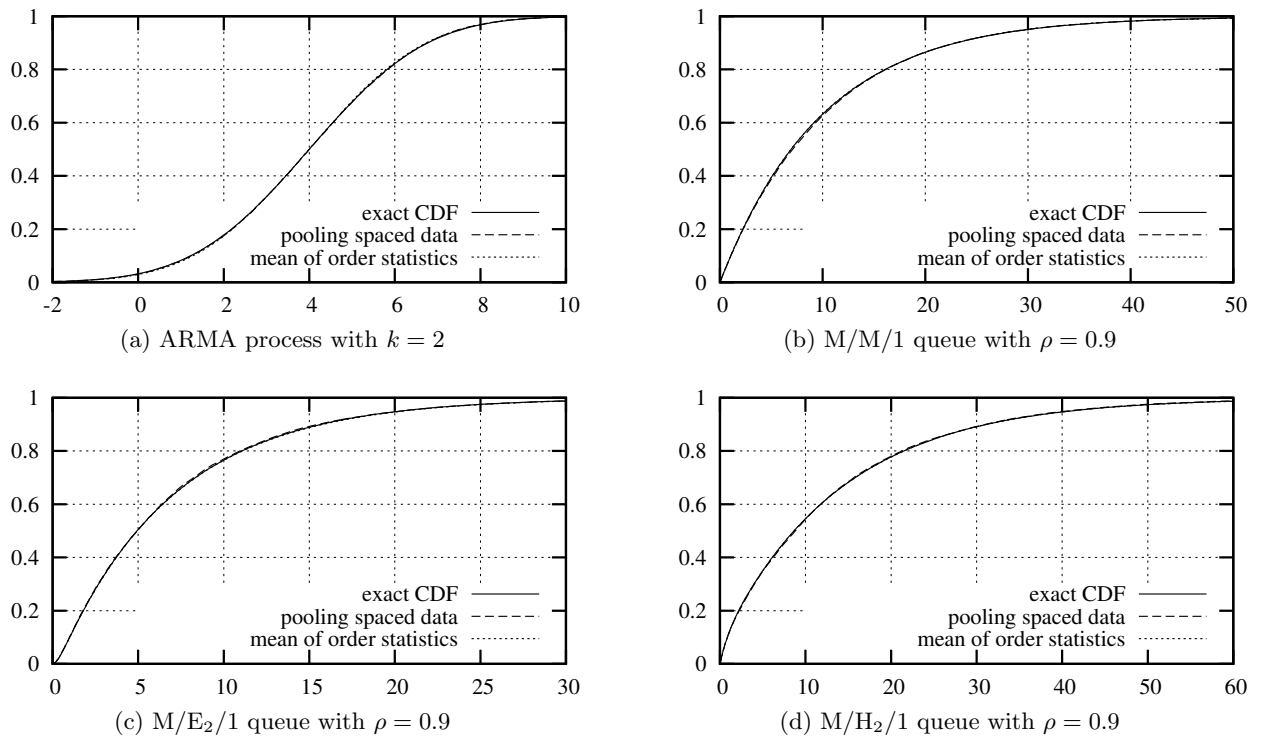 1
0.8
0.6
0.4
0.2
0
exact CDF
pooling spaced data
mean of order statistics
-2 0 2 4 6 8 10
(a) ARMA process with k = 2
1
0.8
0.6
0.4
0.2
0
exact CDF
pooling spaced data
mean of order statistics
0 10 20 30 40 50
(b) M/M/1 queue with ρ = 0.9
1
0.8
0.6
0.4
0.2
0
exact CDF
pooling spaced data
mean of order statistics
0 5 10 15 20 25 30
(c) M/E₂/1 queue with ρ = 0.9
1
0.8
0.6
0.4
0.2
0
exact CDF
pooling spaced data
mean of order statistics
0 10 20 30 40 50 60
(d) M/H₂/1 queue with ρ = 0.9